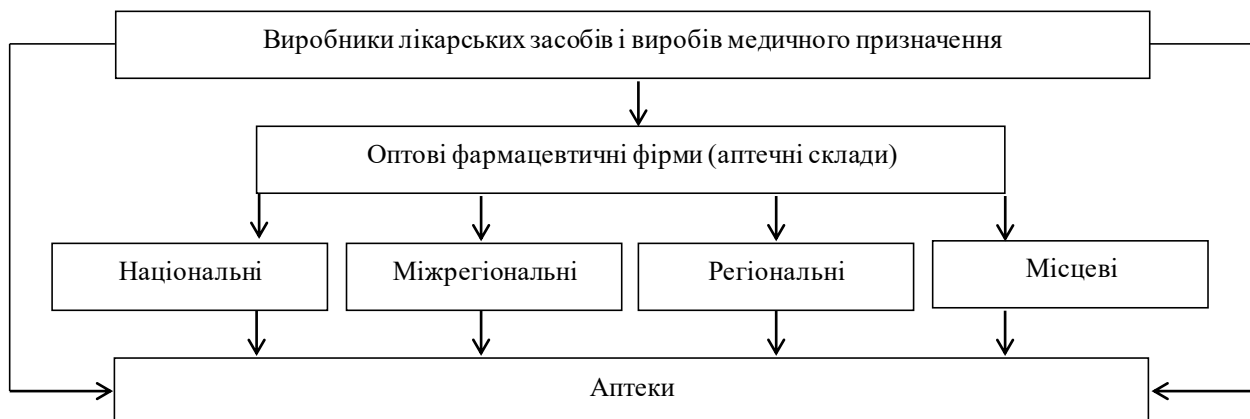 Виробники лікарських засобів і виробів медичного призначення
Оптові фармацевтичні фірми (аптечні склади)
Національні
Міжрегіональні
Регіональні
Місцеві
Аптеки